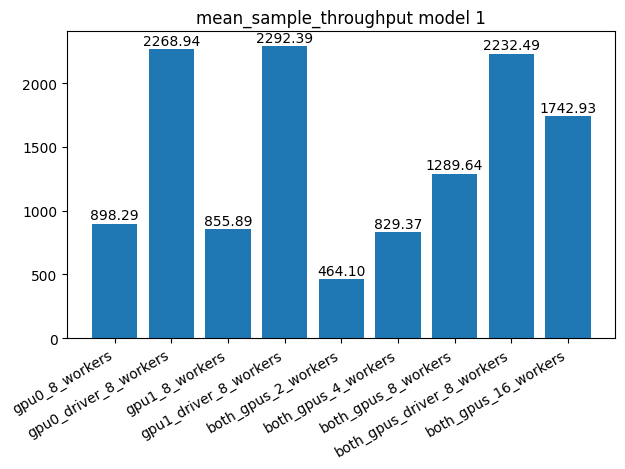 mean_sample_throughput model 1
2000
1500
1000
500
0
898.29
2268.94
855.89
2292.39
464.10
829.37
1289.64
2232.49
1742.93
gpu0_8_workers
gpu0_driver_8_workers
gpu1_8_workers
gpu1_driver_8_workers
both_gpus_2_workers
both_gpus_4_workers
both_gpus_8_workers
both_gpus_driver_8_workers
both_gpus_16_workers